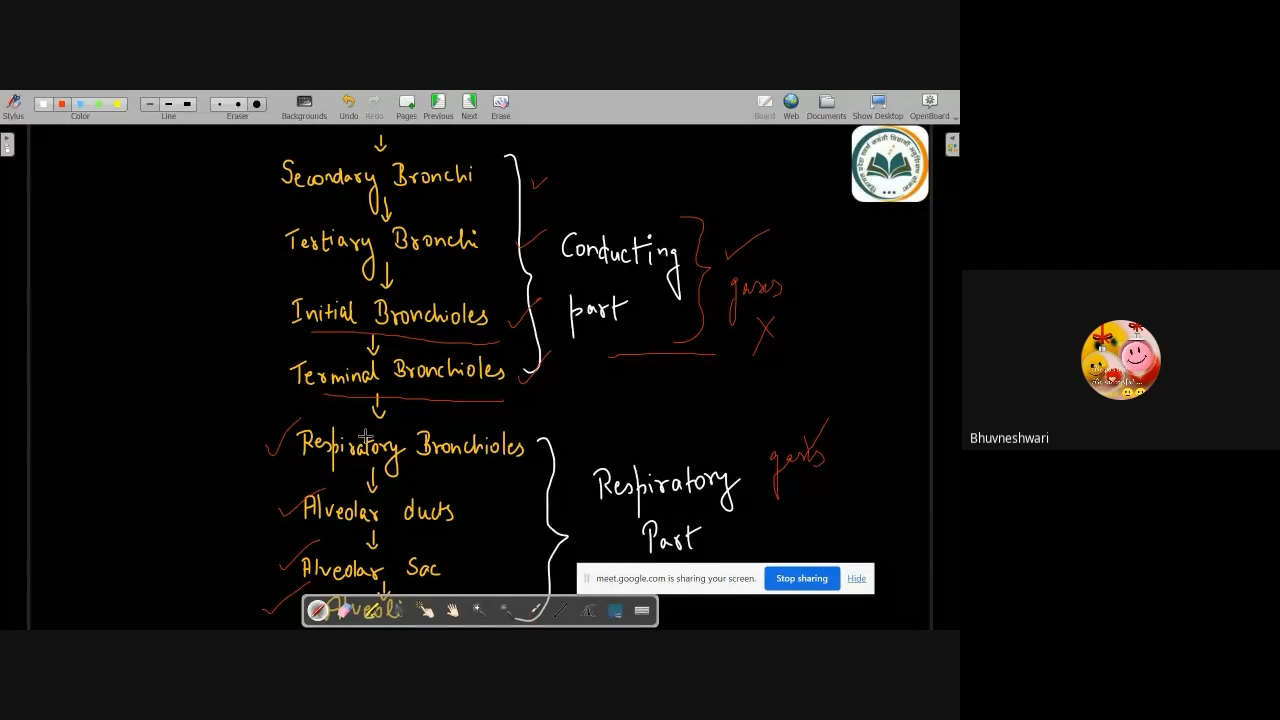 Stylus
Color
Line
Eraser
Backgrounds
Undo
Redo
Pages
Previous
Next
Erase
Board
Web
Documents
Show Desktop
OpenBoard
↓
Secondary Bronchi
↓
Tertiary Bronchi
↓
Initial Bronchioles
↓
Terminal Bronchioles
↓
Respiratory Bronchioles
↓
Alveolar ducts
↓
Alveolar Sac
↓
Alveoli
Conducting
part
gases
X
Respiratory
Part
gases
meet.google.com is sharing your screen.
Stop sharing
Hide
Bhuvneshwari